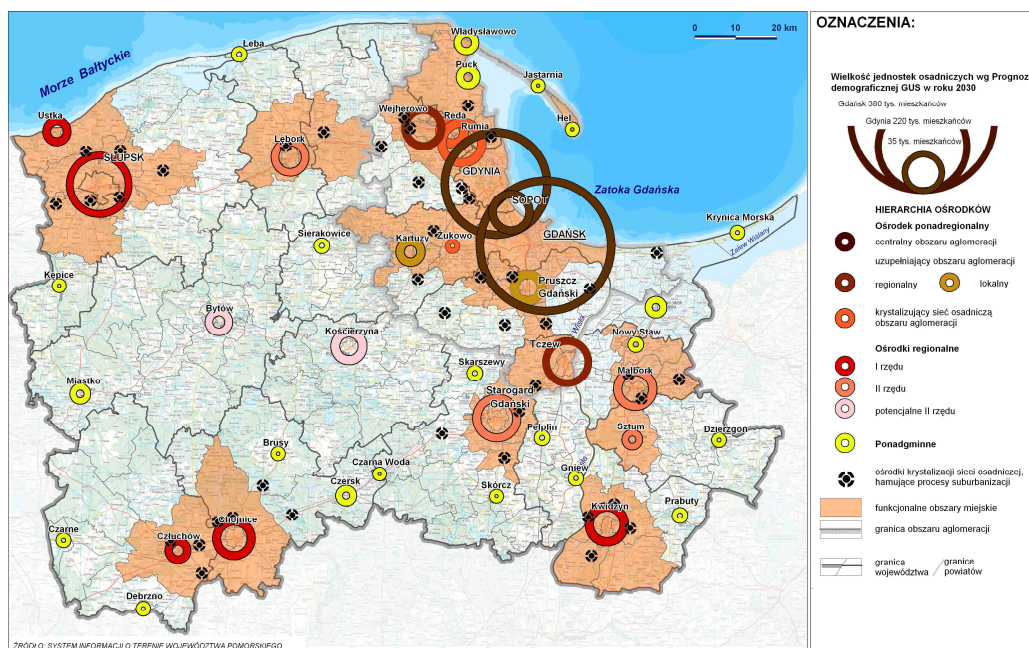 Morze Bałtyckie
Łeba
Władysławowo
0 10 20 km
Puck
Jastarnia
Hel
Ustka
Wejherowo
Reda
Rumia
Lębork
SŁUPSK
GDYNIA
SOPOT
Zatoka Gdańska
GDAŃSK
Krynica Morska
Zalew Wiślany
Sierakowice
Kartuzy
Żukowo
Kępice
Pruszcz
Gdański
Bytów
Kościerzyna
Wisła
Nowy Staw
Tczew
Skarszewy
Malbork
Miastko
Starogard
Gdański
Pelplin
Sztum
Dzierzgoń
Brusy
Czarna Woda
Gniew
Czersk
Skórcz
Prabuty
Kwidzyn
Chojnice
Czarne
Człuchów
Debrzno
ŹRÓDŁO: SYSTEM INFORMACJI O TERENIE WOJEWÓDZTWA POMORSKIEGO
OZNACZENIA:
Wielkość jednostek osadniczych wg Prognoz
demograficznej GUS w roku 2030
Gdańsk 380 tys. mieszkańców
Gdynia 220 tys. mieszkańców
35 tys. mieszkańców
HIERARCHIA OŚRODKÓW
Ośrodek ponadregionalny
centralny obszaru aglomeracji
uzupełniający obszaru aglomeracji
regionalny
lokalny
krystalizujący sieć osadniczą
obszaru aglomeracji
Ośrodki regionalne
I rzędu
II rzędu
potencjalne II rzędu
Ponadgminne
ośrodki krystalizacji sieci osadniczej,
hamujące procesy suburbanizacji
funkcjonalne obszary miejskie
granica obszaru aglomeracji
granica
województwa
granice
powiatów